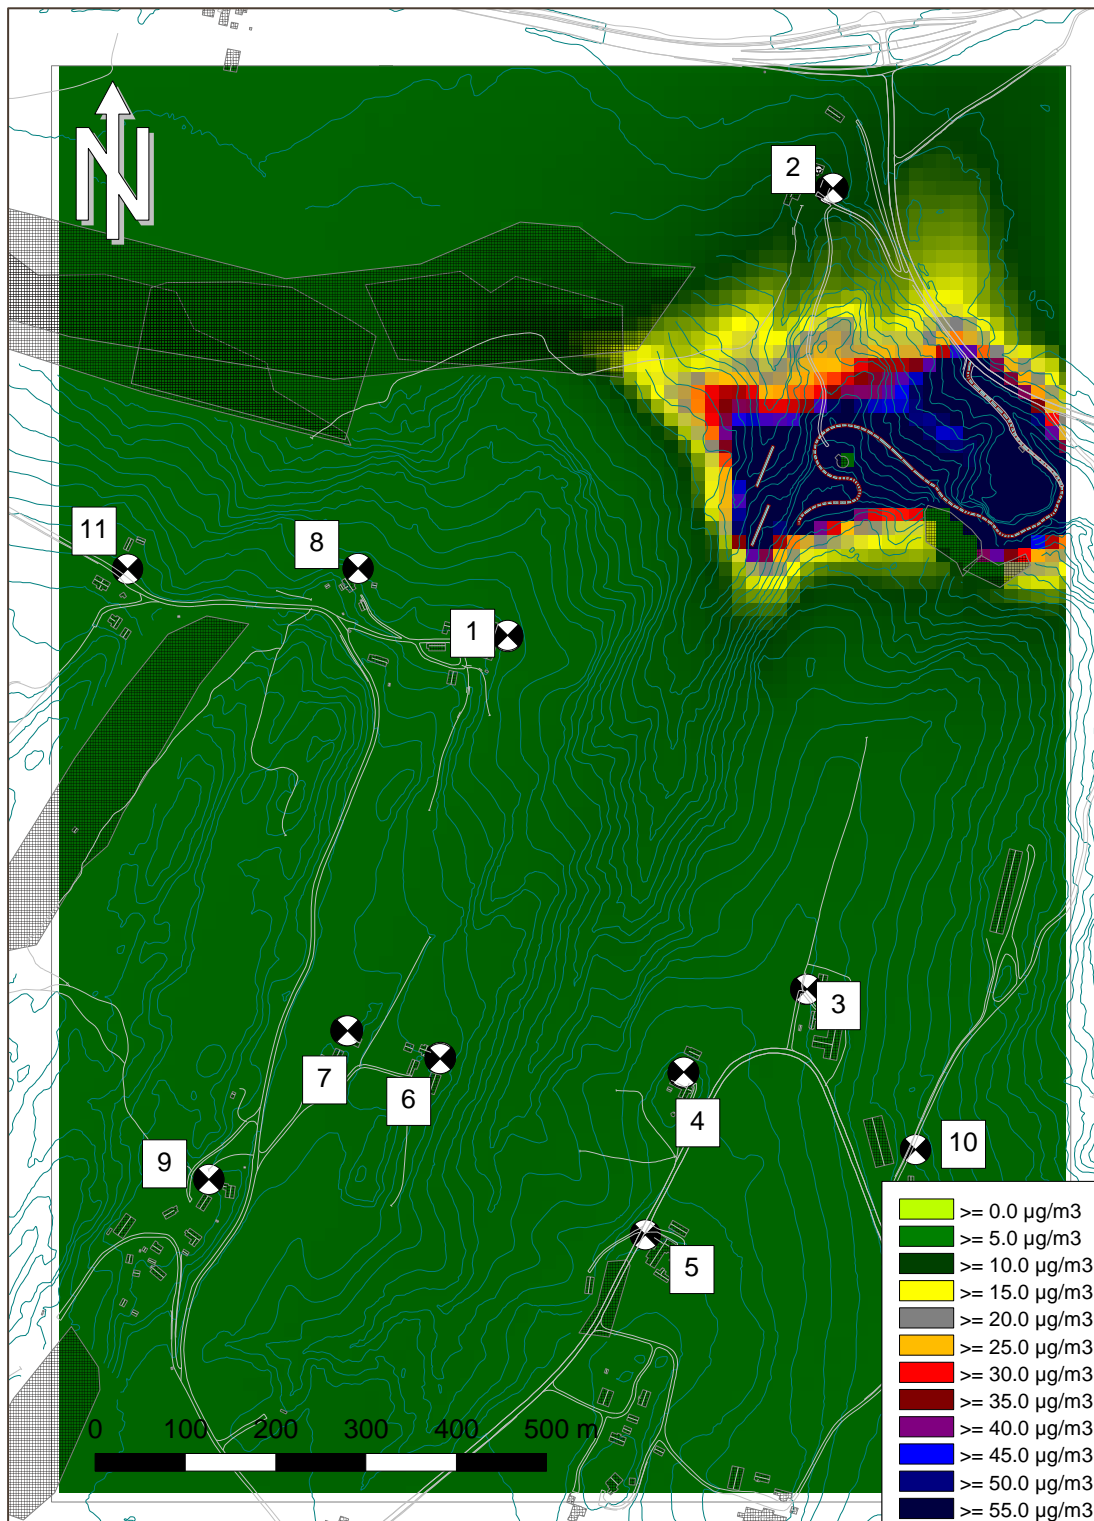 N
2
11
8
1
3
7
6
4
10
9
5
>= 0.0 µg/m3
>= 5.0 µg/m3
>= 10.0 µg/m3
>= 15.0 µg/m3
>= 20.0 µg/m3
>= 25.0 µg/m3
>= 30.0 µg/m3
>= 35.0 µg/m3
>= 40.0 µg/m3
>= 45.0 µg/m3
>= 50.0 µg/m3
>= 55.0 µg/m3
0 100 200 300 400 500 m